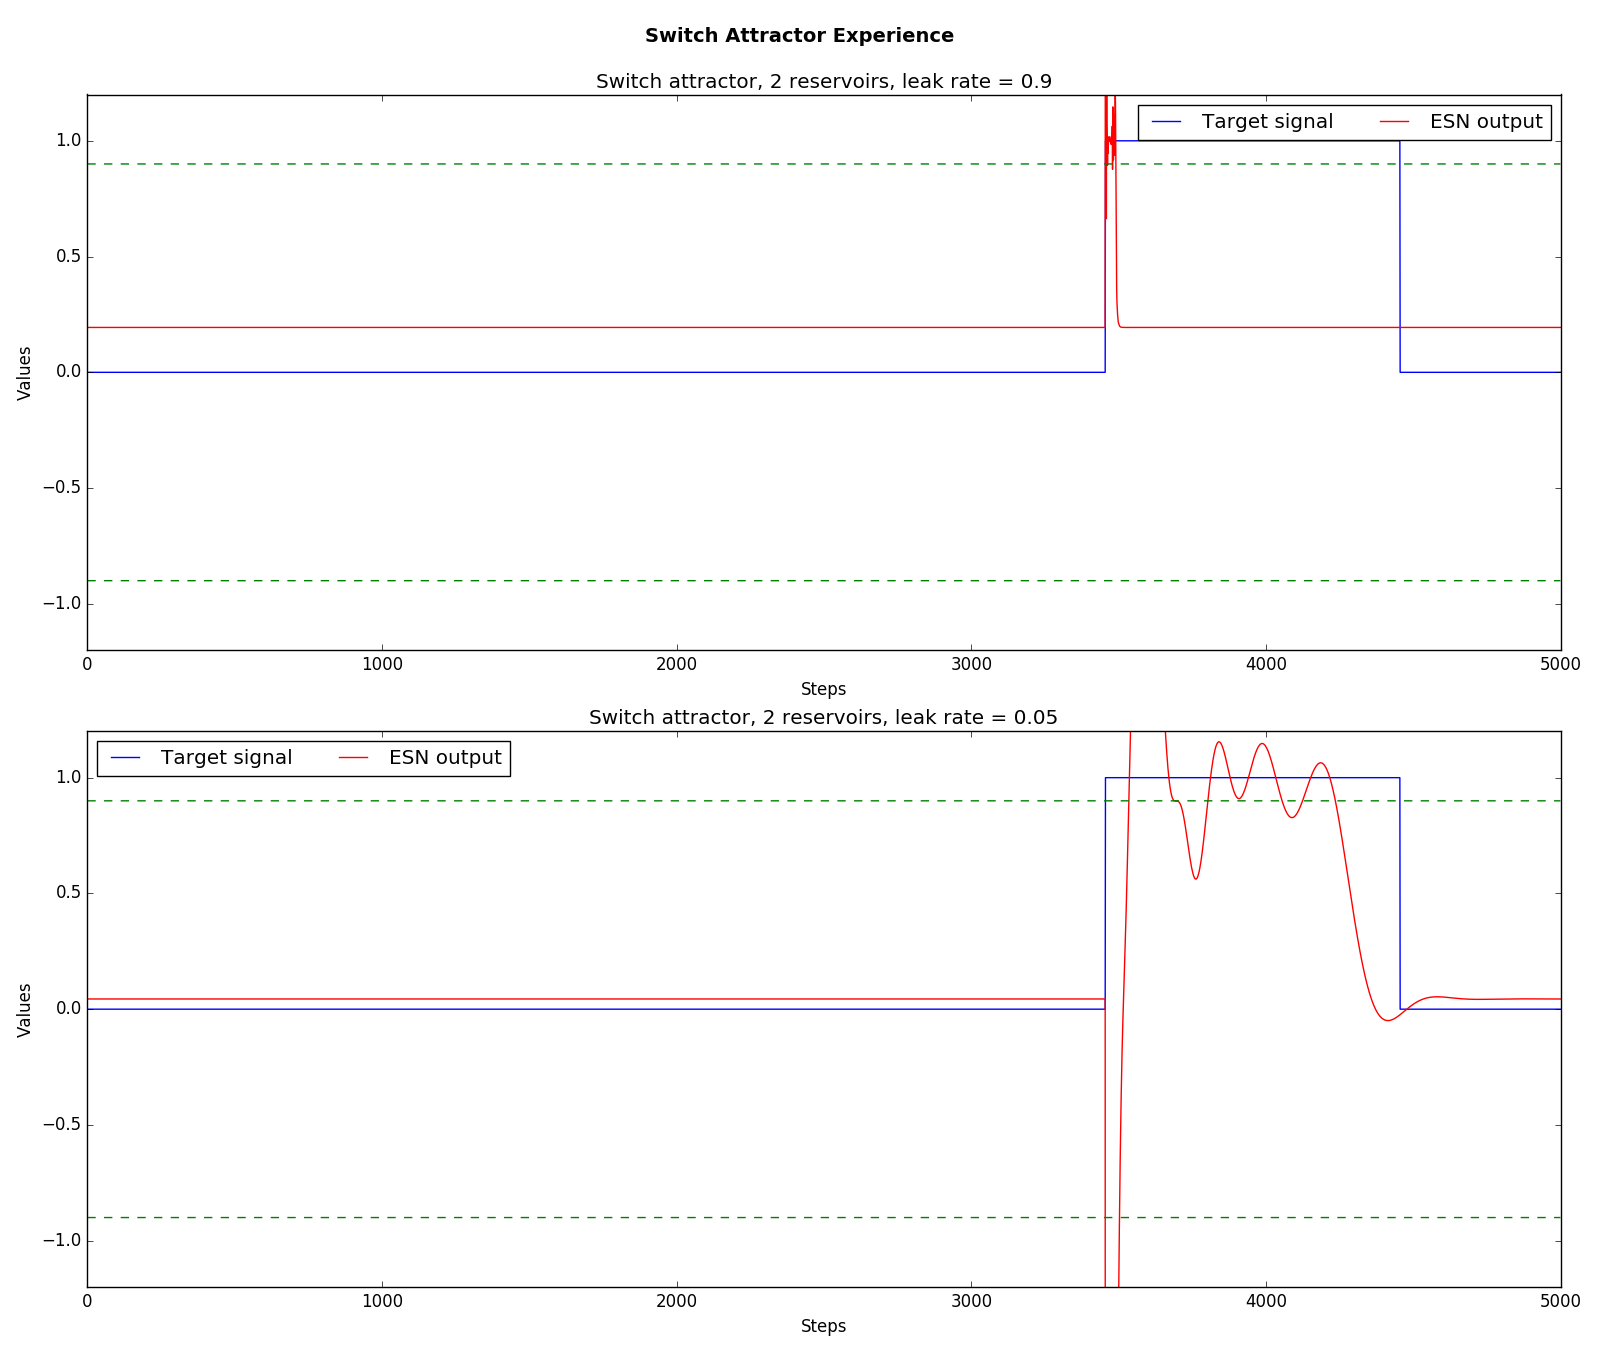 Switch Attractor Experience
Switch attractor, 2 reservoirs, leak rate = 0.9
Target signal ESN output
1.0
0.5
0.0
−0.5
−1.0
Values
0 1000 2000 3000 4000 5000
Steps
Switch attractor, 2 reservoirs, leak rate = 0.05
Target signal ESN output
1.0
0.5
0.0
−0.5
−1.0
Values
0 1000 2000 3000 4000 5000
Steps